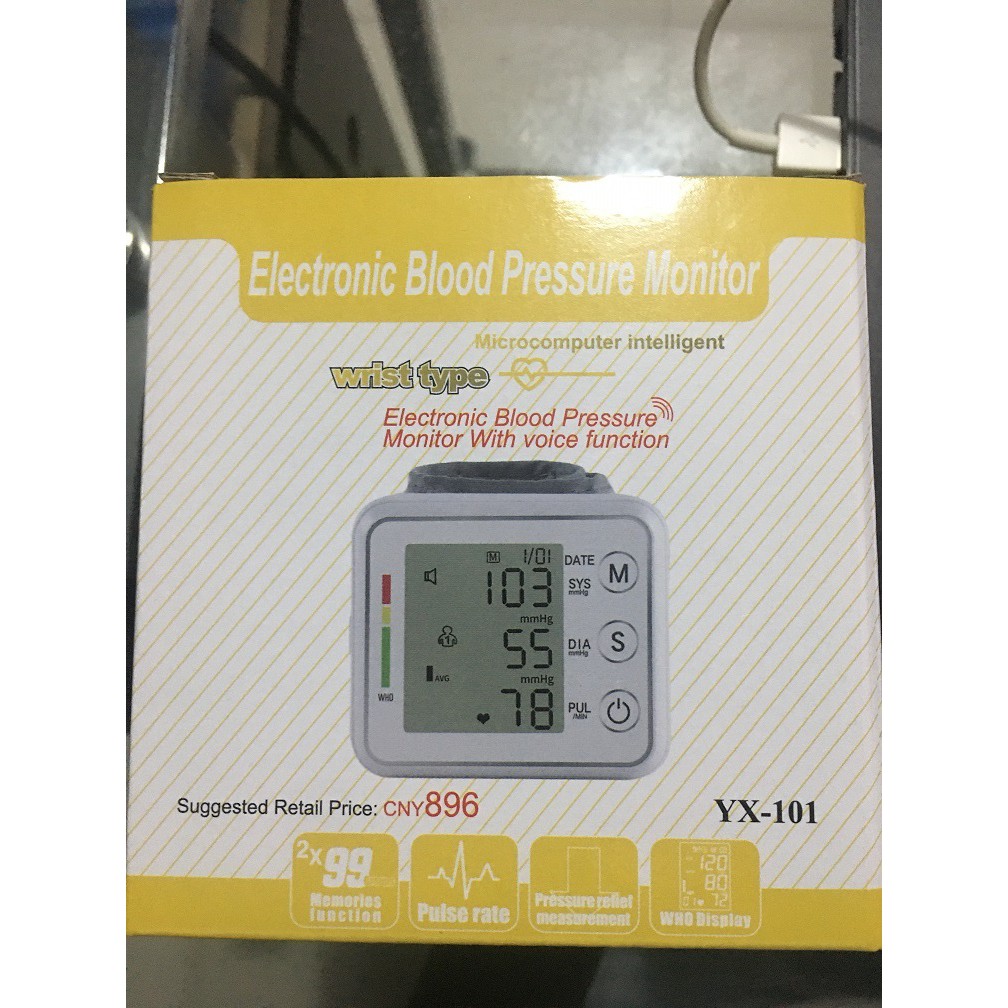 Electronic Blood Pressure Monitor
Microcomputer intelligent
wrist type
Electronic Blood Pressure
Monitor With voice function
M 1/01 DATE M
103 SYS
mmHg
mmHg
1 55 DIA S
mmHg
AVG mmHg
WHO
78 PUL
/MIN
Suggested Retail Price: CNY896
YX-101
2x99
Memories
function
Pulse rate
Pressure relief
measurement
120
80
72
WHO Display